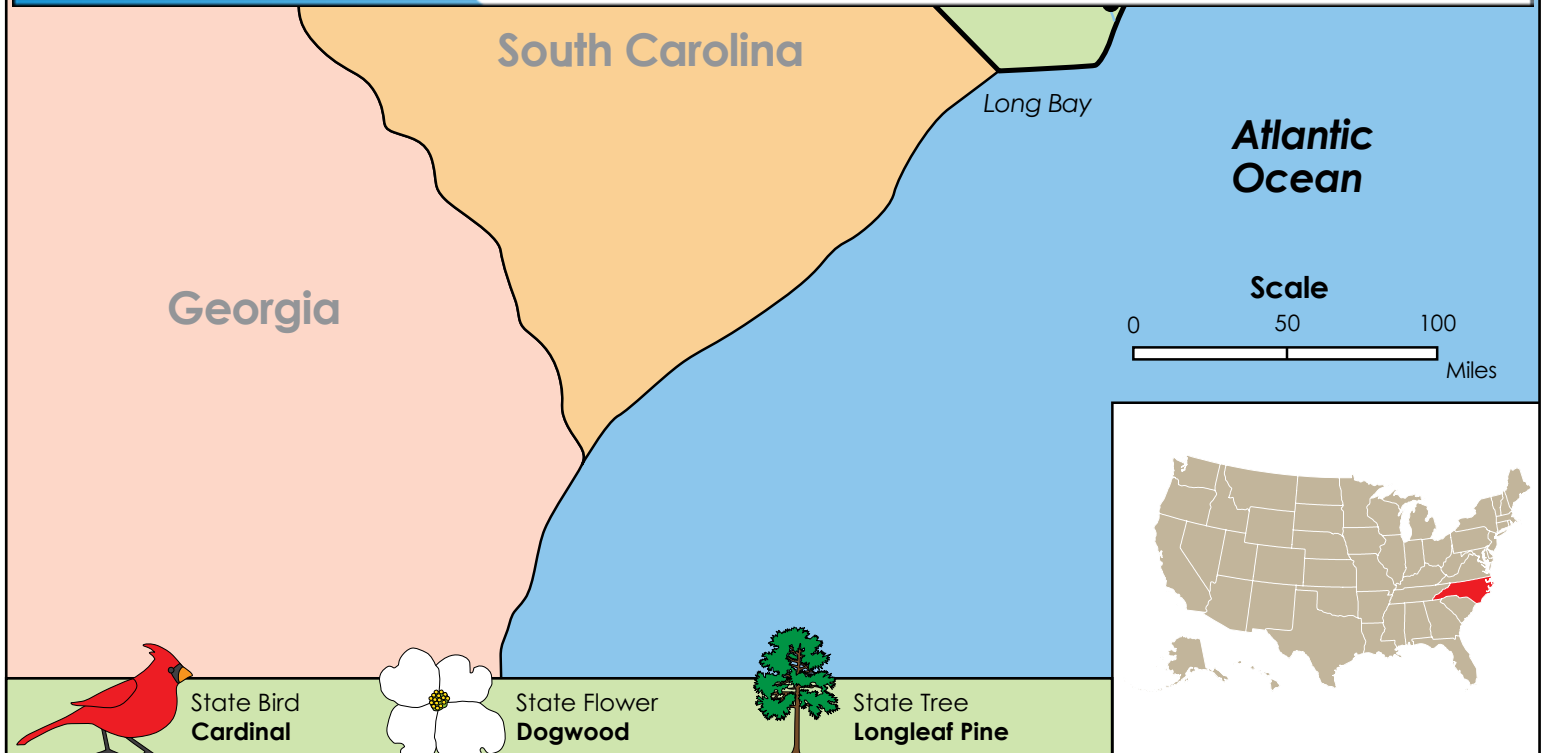 South Carolina
Long Bay
Atlantic
Ocean
Georgia
Scale
0 50 100
Miles
State Bird
Cardinal
State Flower
Dogwood
State Tree
Longleaf Pine